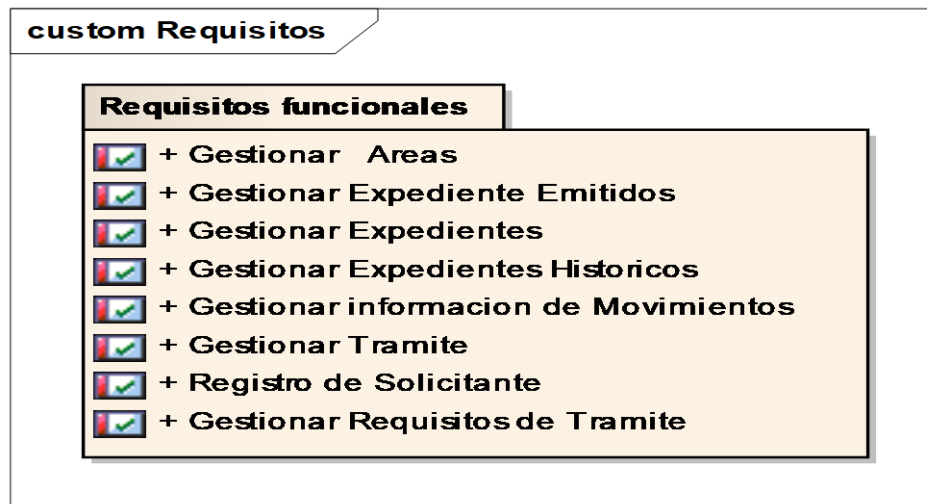 custom Requisitos
Requisitos funcionales
+ Gestionar Areas
+ Gestionar Expediente Emitidos
+ Gestionar Expedientes
+ Gestionar Expedientes Historicos
+ Gestionar informacion de Movimientos
+ Gestionar Tramite
+ Registro de Solicitante
+ Gestionar Requisitos de Tramite